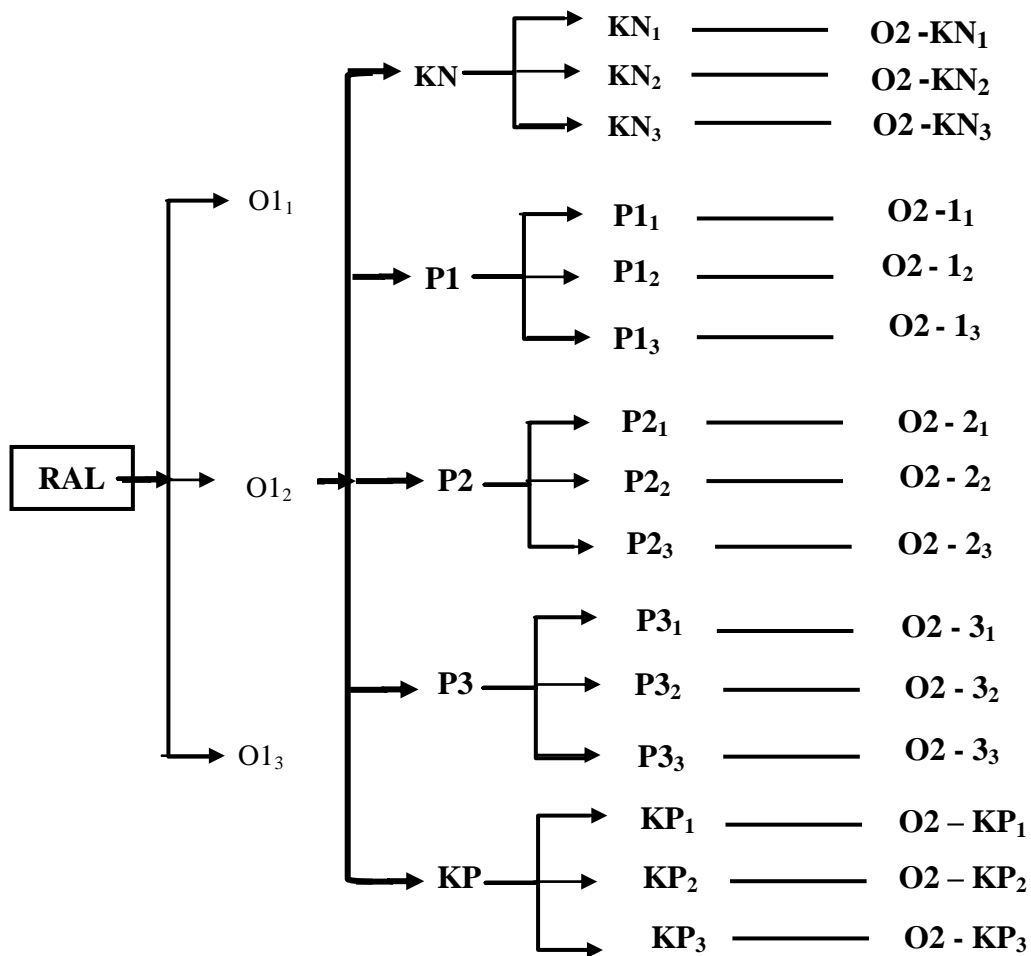 KN₁ O2 -KN₁
KN KN₂ O2 -KN₂
KN₃ O2 -KN₃
O1₁
P1₁ O2 -1₁
P1 P1₂ O2 - 1₂
P1₃ O2 - 1₃
P2₁ O2 - 2₁
RAL O1₂ P2 P2₂ O2 - 2₂
P2₃ O2 - 2₃
P3₁ O2 - 3₁
P3 P3₂ O2 - 3₂
O1₃ P3₃ O2 - 3₃
KP₁ O2 – KP₁
KP KP₂ O2 – KP₂
KP₃ O2 - KP₃